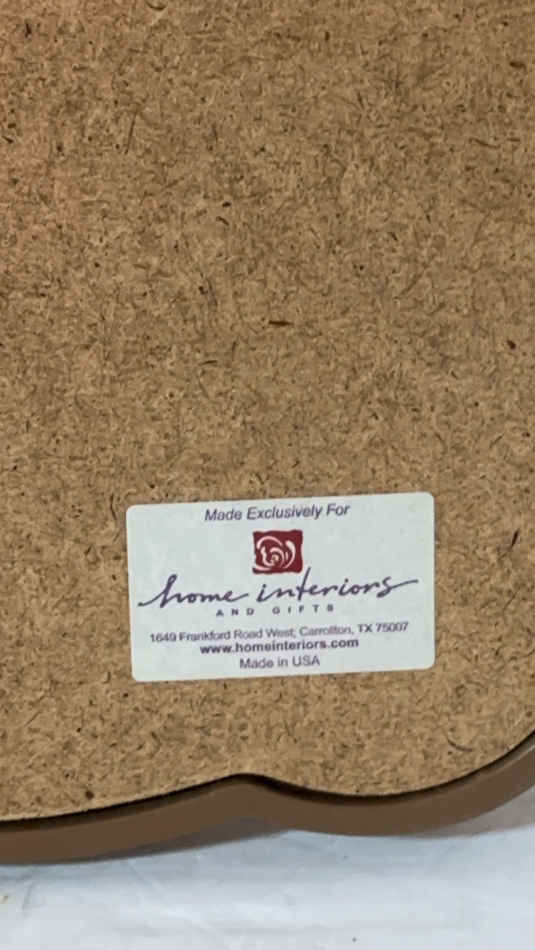 Made Exclusively For
home interiors
AND GIFTS
1649 Frankford Road West; Carrollton, TX 75007
www.homeinteriors.com
Made in USA